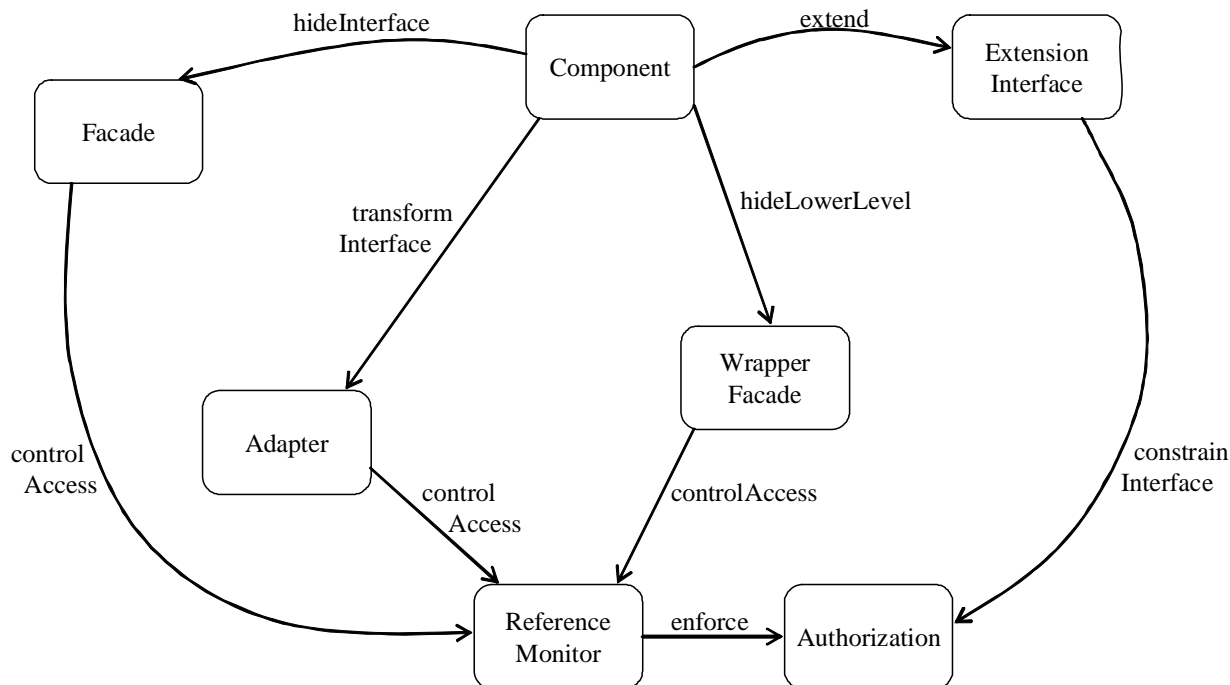 hideInterface
extend
Component
Extension
Interface
Facade
hideLowerLevel
transform
Interface
Wrapper
Facade
Adapter
control
Access
control
Access
controlAccess
constrain
Interface
Reference
Monitor
enforce
Authorization